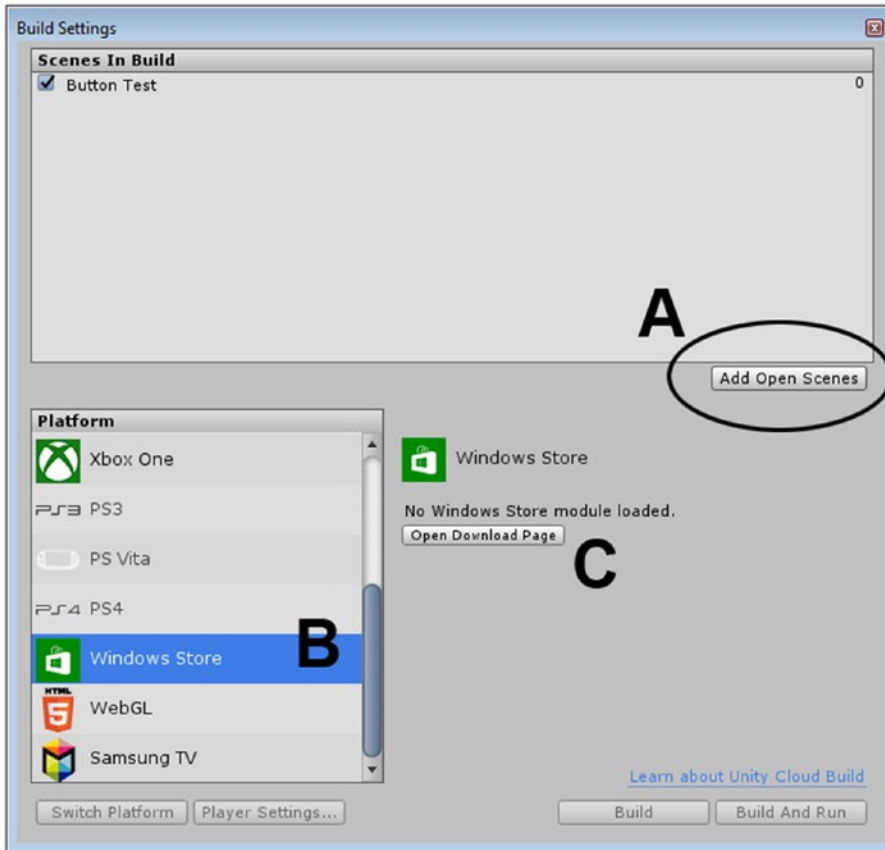 Build Settings
Scenes In Build
Button Test 0
A
Add Open Scenes
Platform
Xbox One
PS3 PS3
PS Vita
PS4 PS4
B
Windows Store
HTML
5
WebGL
Samsung TV
Windows Store
No Windows Store module loaded.
Open Download Page
C
Learn about Unity Cloud Build
Switch Platform Player Settings... Build Build And Run